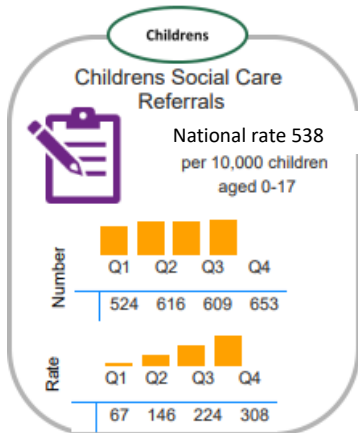 Childrens
Childrens Social Care
Referrals
National rate 538
per 10,000 children
aged 0-17
Number
Q1 Q2 Q3 Q4
524 616 609 653
Rate
Q1 Q2 Q3 Q4
67 146 224 308